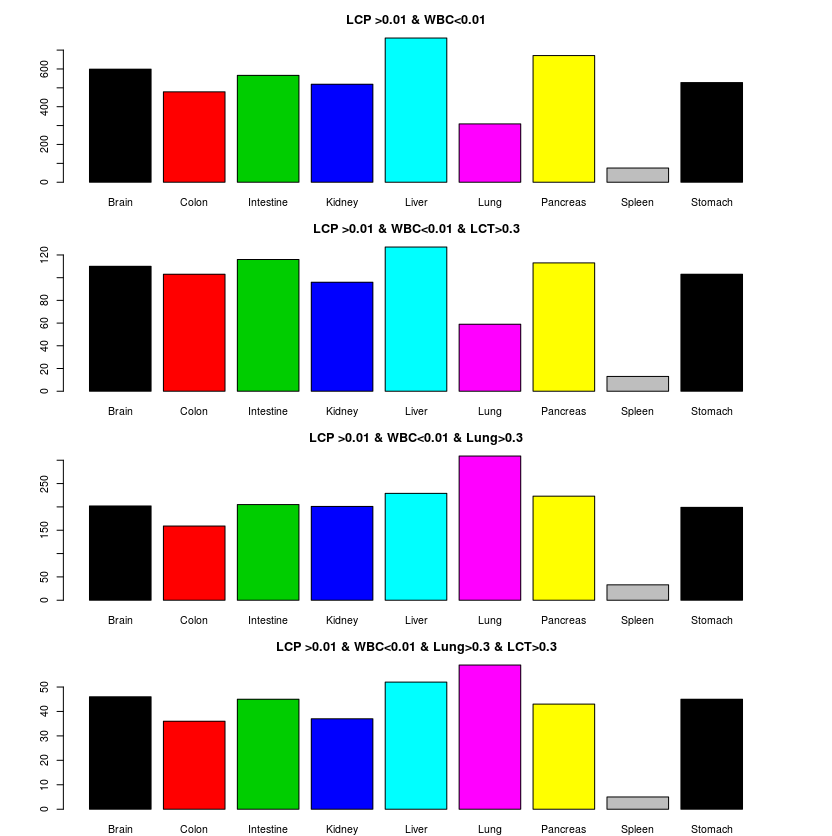 LCP >0.01 & WBC<0.01
600
400
200
0
Brain Colon Intestine Kidney Liver Lung Pancreas Spleen Stomach
LCP >0.01 & WBC<0.01 & LCT>0.3
120
80
60
40
20
0
Brain Colon Intestine Kidney Liver Lung Pancreas Spleen Stomach
LCP >0.01 & WBC<0.01 & Lung>0.3
250
150
50
0
Brain Colon Intestine Kidney Liver Lung Pancreas Spleen Stomach
LCP >0.01 & WBC<0.01 & Lung>0.3 & LCT>0.3
50
40
30
20
10
0
Brain Colon Intestine Kidney Liver Lung Pancreas Spleen Stomach